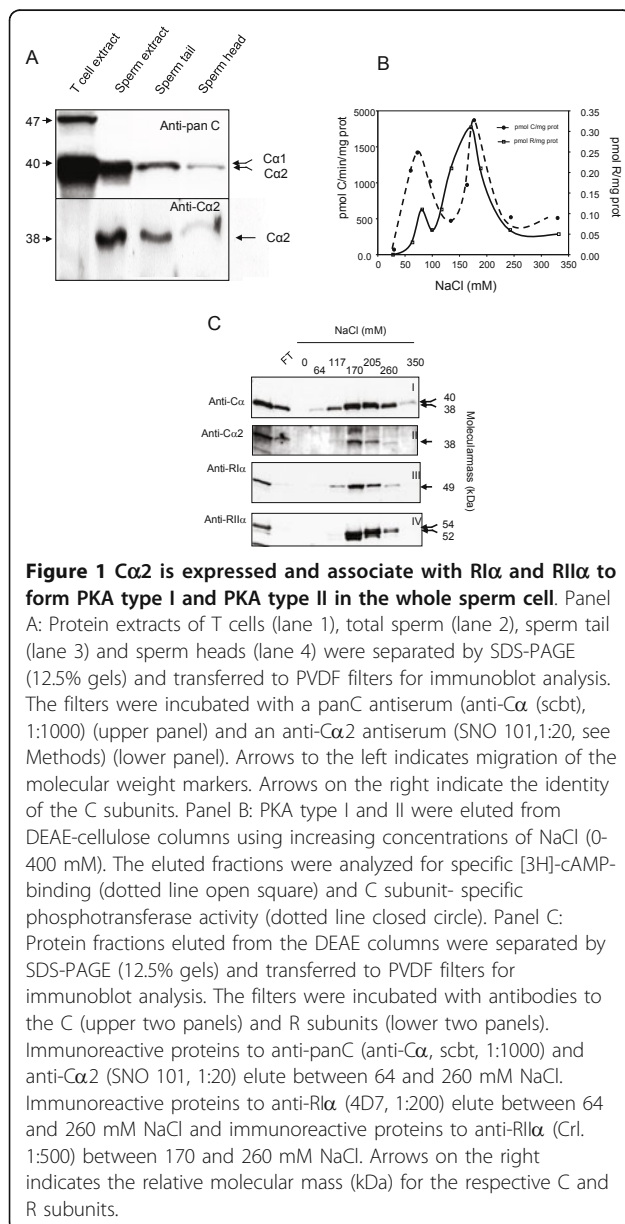 A
B
T cell extract
Sperm extract
Sperm tail
Sperm head
47
Anti-pan C
40
Cα1
Cα2
Anti-Cα2
38
Cα2
pmol C/min/mg prot
5000
1500
1000
500
0.0
pmol C/mg prot
pmol R/mg prot
0.35
0.30
0.25
0.20
0.15
0.10
0.05
0.00
pmol R/mg prot
0 50 100 150 200 250 300 350
NaCl (mM)
C
NaCl (mM)
FT 0 64 117 170 205 260 350
Anti-Cα
I
40
38
Anti-Cα2
II
38
Anti-RIα
III
49
Anti-RIIα
IV
54
52
Molecularmass (kDa)
Figure 1 Cα2 is expressed and associate with RIα and RIIα to
form PKA type I and PKA type II in the whole sperm cell. Panel
A: Protein extracts of T cells (lane 1), total sperm (lane 2), sperm tail
(lane 3) and sperm heads (lane 4) were separated by SDS-PAGE
(12.5% gels) and transferred to PVDF filters for immunoblot analysis.
The filters were incubated with a panC antiserum (anti-Cα (scbt),
1:1000) (upper panel) and an anti-Cα2 antiserum (SNO 101,1:20, see
Methods) (lower panel). Arrows to the left indicates migration of the
molecular weight markers. Arrows on the right indicate the identity
of the C subunits. Panel B: PKA type I and II were eluted from
DEAE-cellulose columns using increasing concentrations of NaCl (0-
400 mM). The eluted fractions were analyzed for specific [3H]-cAMP-
binding (dotted line open square) and C subunit- specific
phosphotransferase activity (dotted line closed circle). Panel C:
Protein fractions eluted from the DEAE columns were separated by
SDS-PAGE (12.5% gels) and transferred to PVDF filters for
immunoblot analysis. The filters were incubated with antibodies to
the C (upper two panels) and R subunits (lower two panels).
Immunoreactive proteins to anti-panC (anti-Cα, scbt, 1:1000) and
anti-Cα2 (SNO 101, 1:20) elute between 64 and 260 mM NaCl.
Immunoreactive proteins to anti-RIα (4D7, 1:200) elute between 64
and 260 mM NaCl and immunoreactive proteins to anti-RIIα (Crl.
1:500) between 170 and 260 mM NaCl. Arrows on the right
indicates the relative molecular mass (kDa) for the respective C and
R subunits.